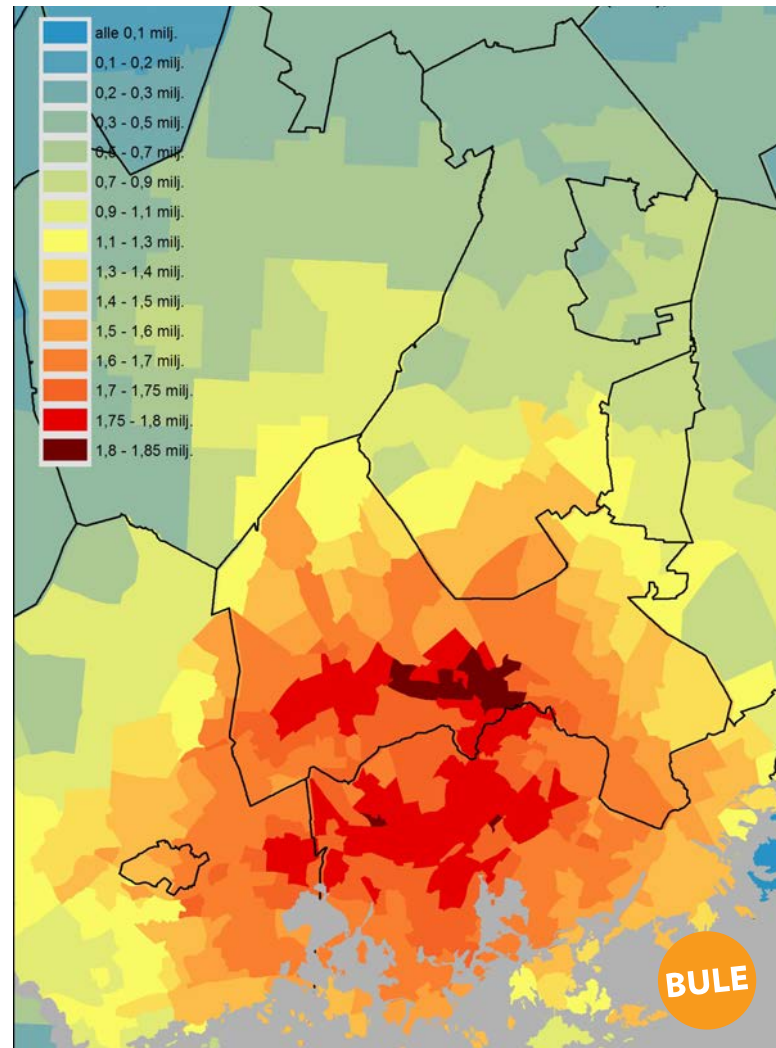 alle 0,1 milj.
0,1 - 0,2 milj.
0,2 - 0,3 milj.
0,3 - 0,5 milj.
0,5 - 0,7 milj.
0,7 - 0,9 milj.
0,9 - 1,1 milj.
1,1 - 1,3 milj.
1,3 - 1,4 milj.
1,4 - 1,5 milj.
1,5 - 1,6 milj.
1,6 - 1,7 milj.
1,7 - 1,75 milj.
1,75 - 1,8 milj.
1,8 - 1,85 milj.
BULE